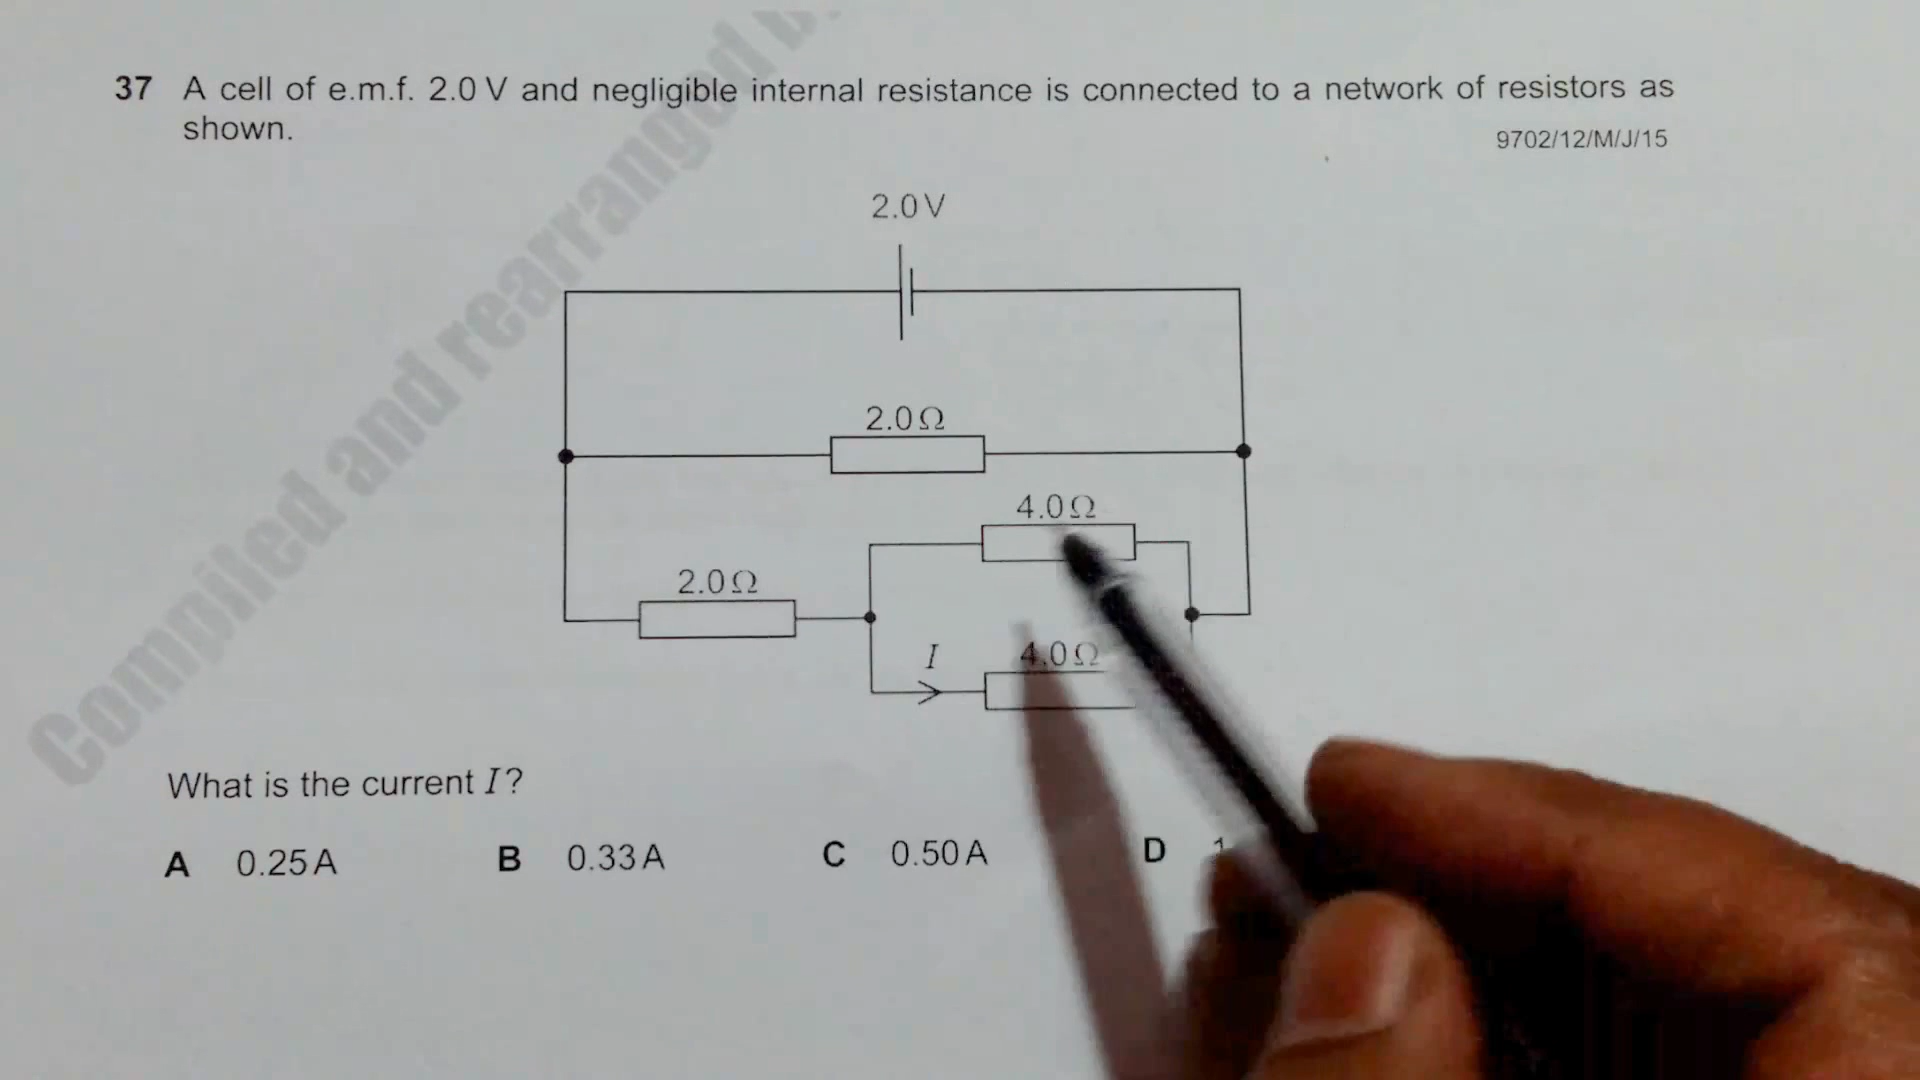 37 A cell of e.m.f. 2.0 V and negligible internal resistance is connected to a network of resistors as
shown.
9702/12/M/J/15
2.0 V
2.0 Ω
4.0 Ω
2.0 Ω
I
4.0 Ω
What is the current I?
A 0.25 A B 0.33 A C 0.50 A D
Compiled and rearranged